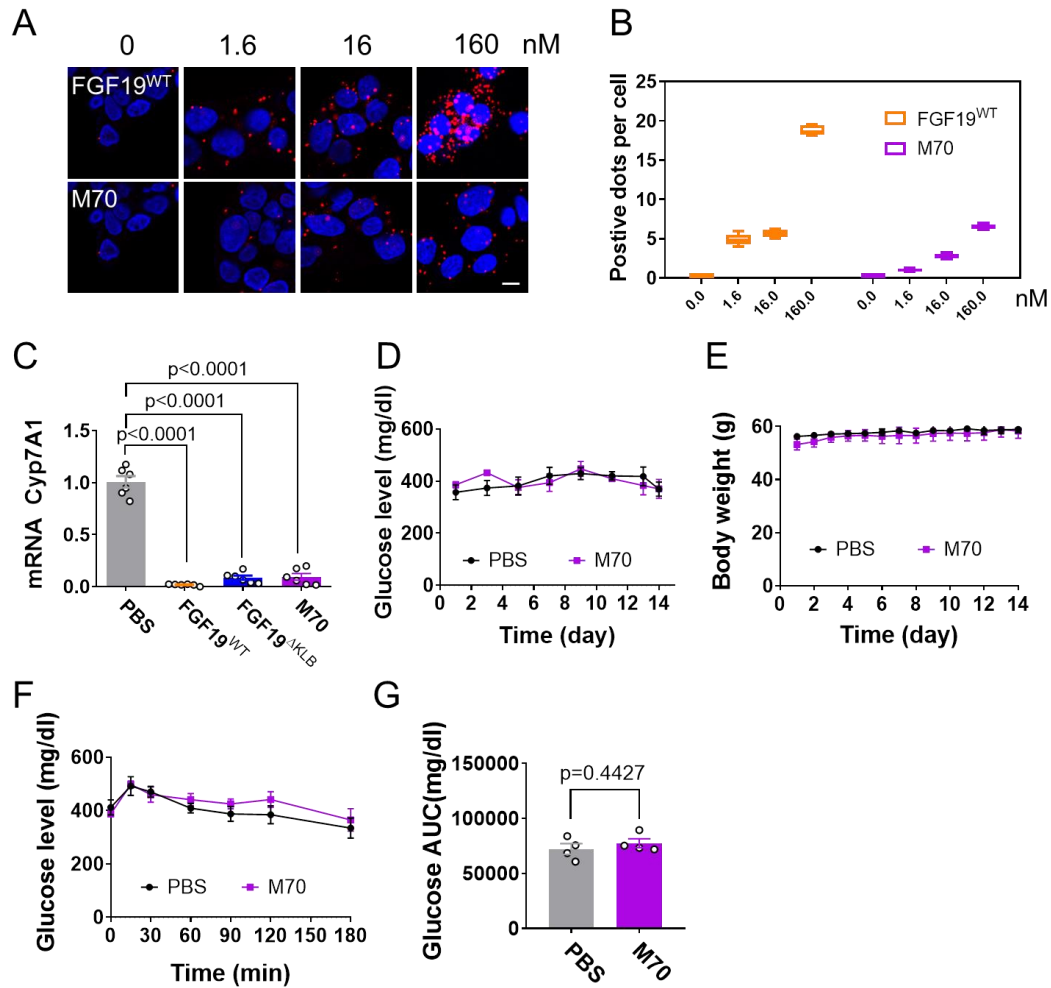 A
0 1.6 16 160 nM
FGF19WT
M70
B
Postive dots per cell
25
20
15
10
5
0
FGF19WT
M70
0.0 1.6 16.0 160.0 0.0 1.6 16.0 160.0 nM
C
mRNA Cyp7A1
p<0.0001
p<0.0001
p<0.0001
1.5
1.0
0.5
0.0
PBS FGF19WT FGF19ΔKLB M70
D
Glucose level (mg/dl)
600
400
200
0
PBS M70
0 2 4 6 8 10 12 14
Time (day)
E
Body weight (g)
60
40
20
0
PBS M70
0 2 4 6 8 10 12 14
Time (day)
F
Glucose level (mg/dl)
600
400
200
0
PBS M70
0 30 60 90 120 150 180
Time (min)
G
Glucose AUC(mg/dl)
150000
100000
50000
0
p=0.4427
PBS M70